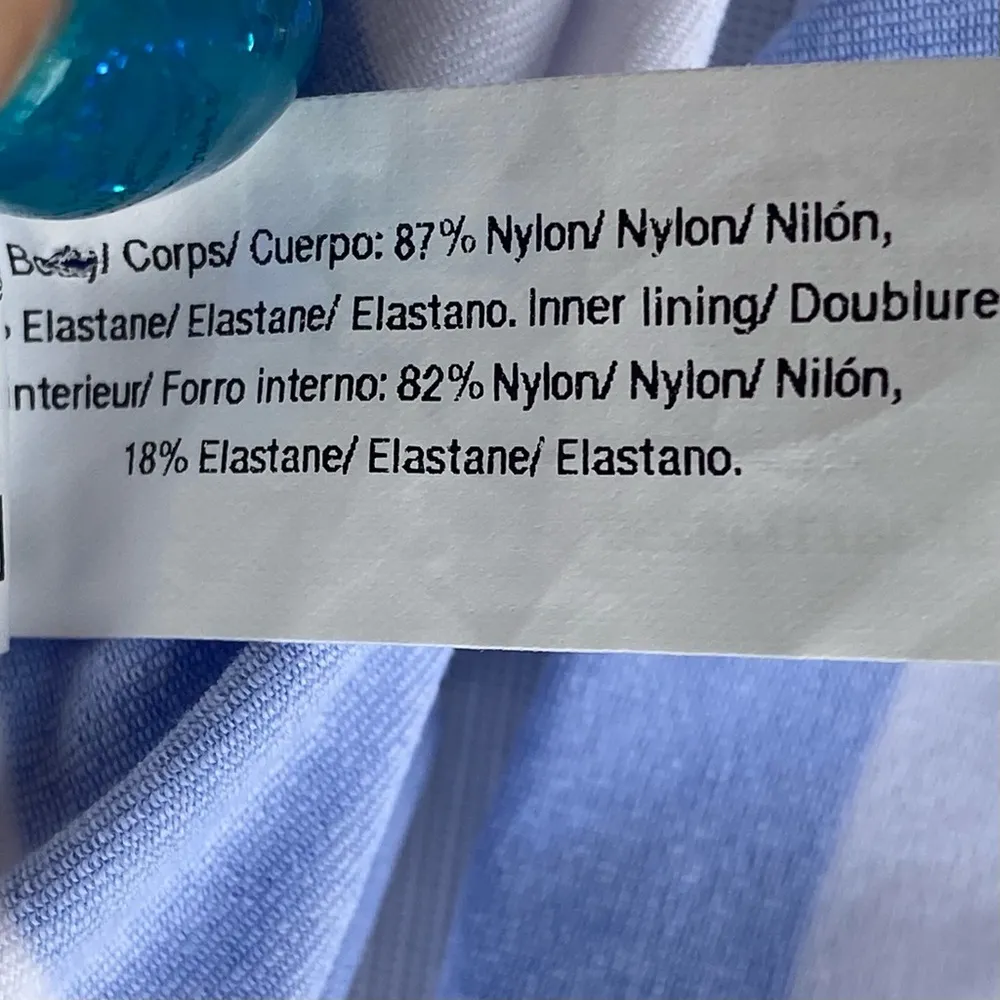 Corps/ Cuerpo: 87% Nylon/ Nylon/ Nilón,
Elastane/ Elastane/ Elastano. Inner lining/ Doublure
nterieur/ Forro interno: 82% Nylon/ Nylon/ Nilón,
18% Elastane/ Elastane/ Elastano.